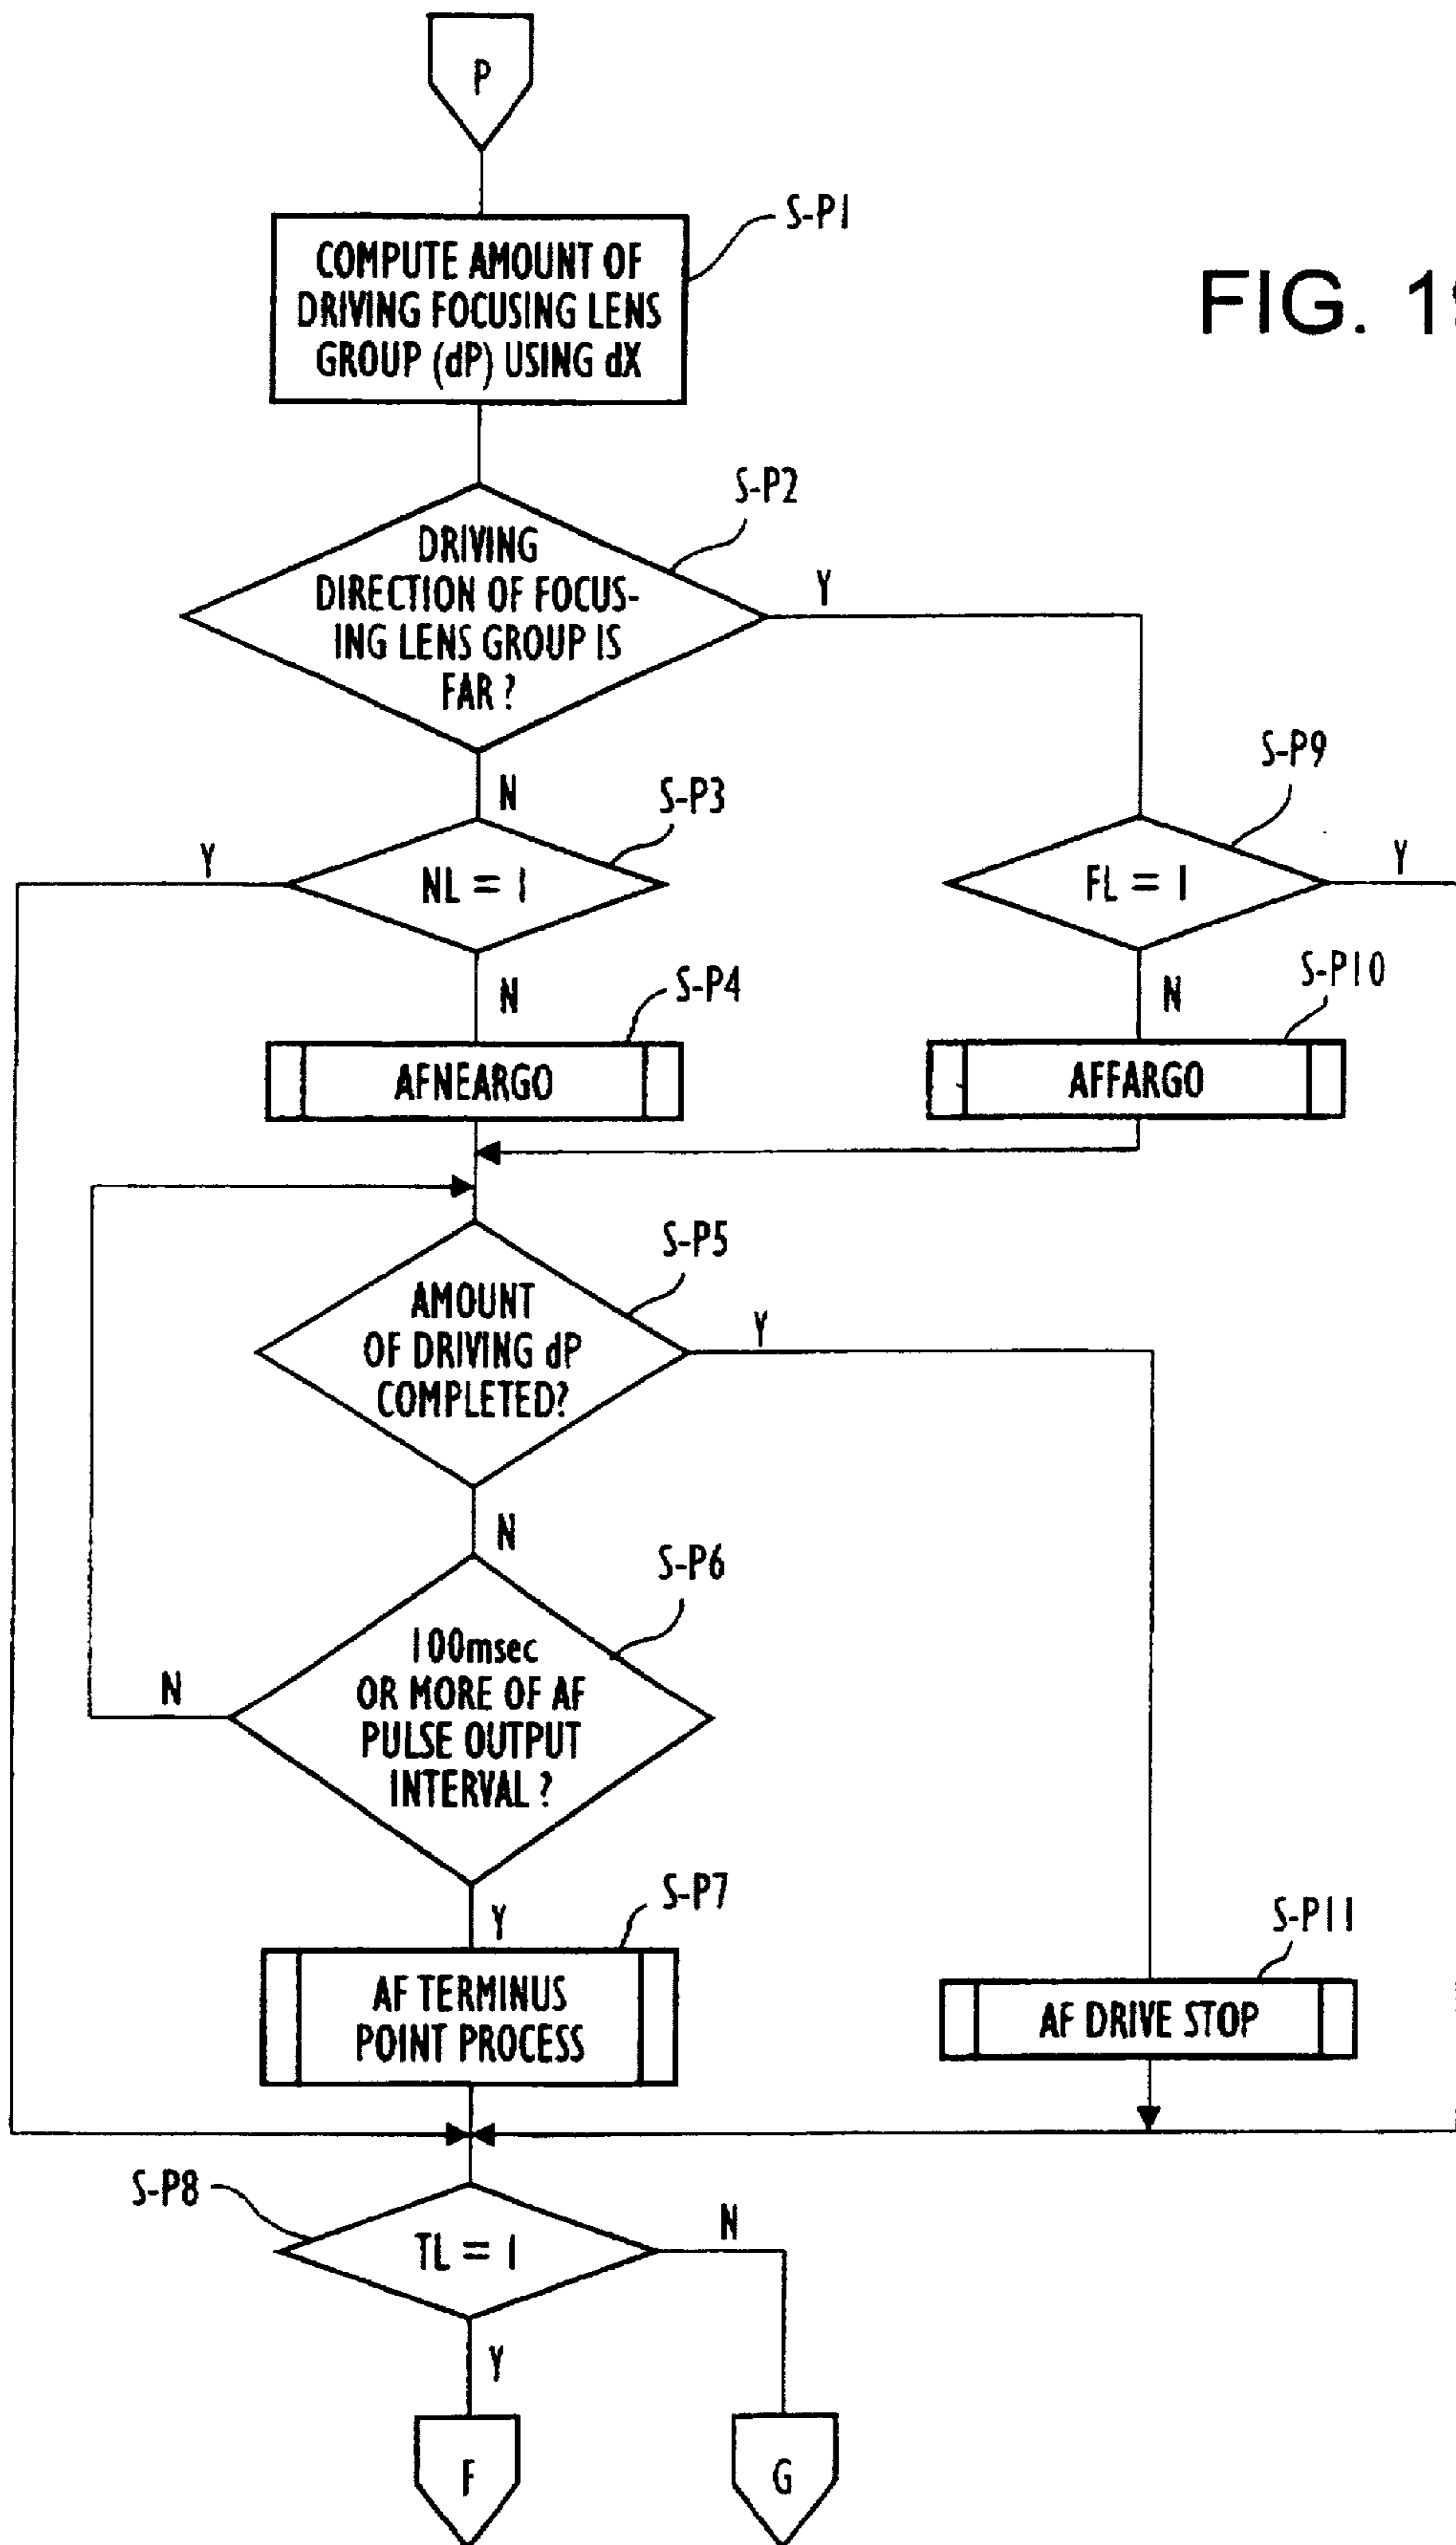 P
S-P1
COMPUTE AMOUNT OF
DRIVING FOCUSING LENS
GROUP (dP) USING dX
FIG. 19
S-P2
DRIVING
DIRECTION OF FOCUS-
ING LENS GROUP IS
FAR ?
Y
N
S-P3
Y
NL = 1
N
S-P9
FL = 1
Y
N
S-P4
AFNEARGO
S-P10
AFFARGO
S-P5
AMOUNT
OF DRIVING dP
COMPLETED?
Y
N
S-P6
100msec
OR MORE OF AF
PULSE OUTPUT
INTERVAL ?
N
Y
S-P7
AF TERMINUS
POINT PROCESS
S-P11
AF DRIVE STOP
S-P8
TL = 1
N
Y
F
G